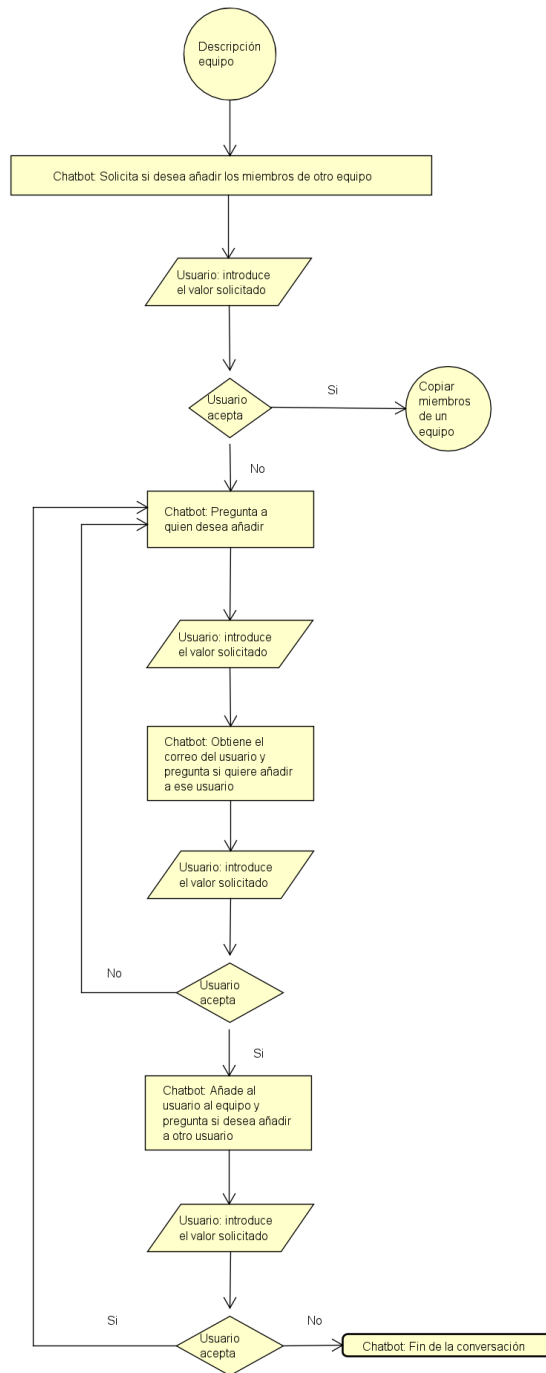 Descripción
equipo
Chatbot: Solicita si desea añadir los miembros de otro equipo
Usuario: introduce
el valor solicitado
Usuario
acepta
Si
Copiar
miembros
de un
equipo
No
Chatbot: Pregunta a
quien desea añadir
Usuario: introduce
el valor solicitado
Chatbot: Obtiene el
correo del usuario y
pregunta si quiere añadir
a ese usuario
Usuario: introduce
el valor solicitado
No
Usuario
acepta
Si
Chatbot: Añade al
usuario al equipo y
pregunta si desea añadir
a otro usuario
Usuario: introduce
el valor solicitado
Si
Usuario
acepta
No
Chatbot: Fin de la conversación